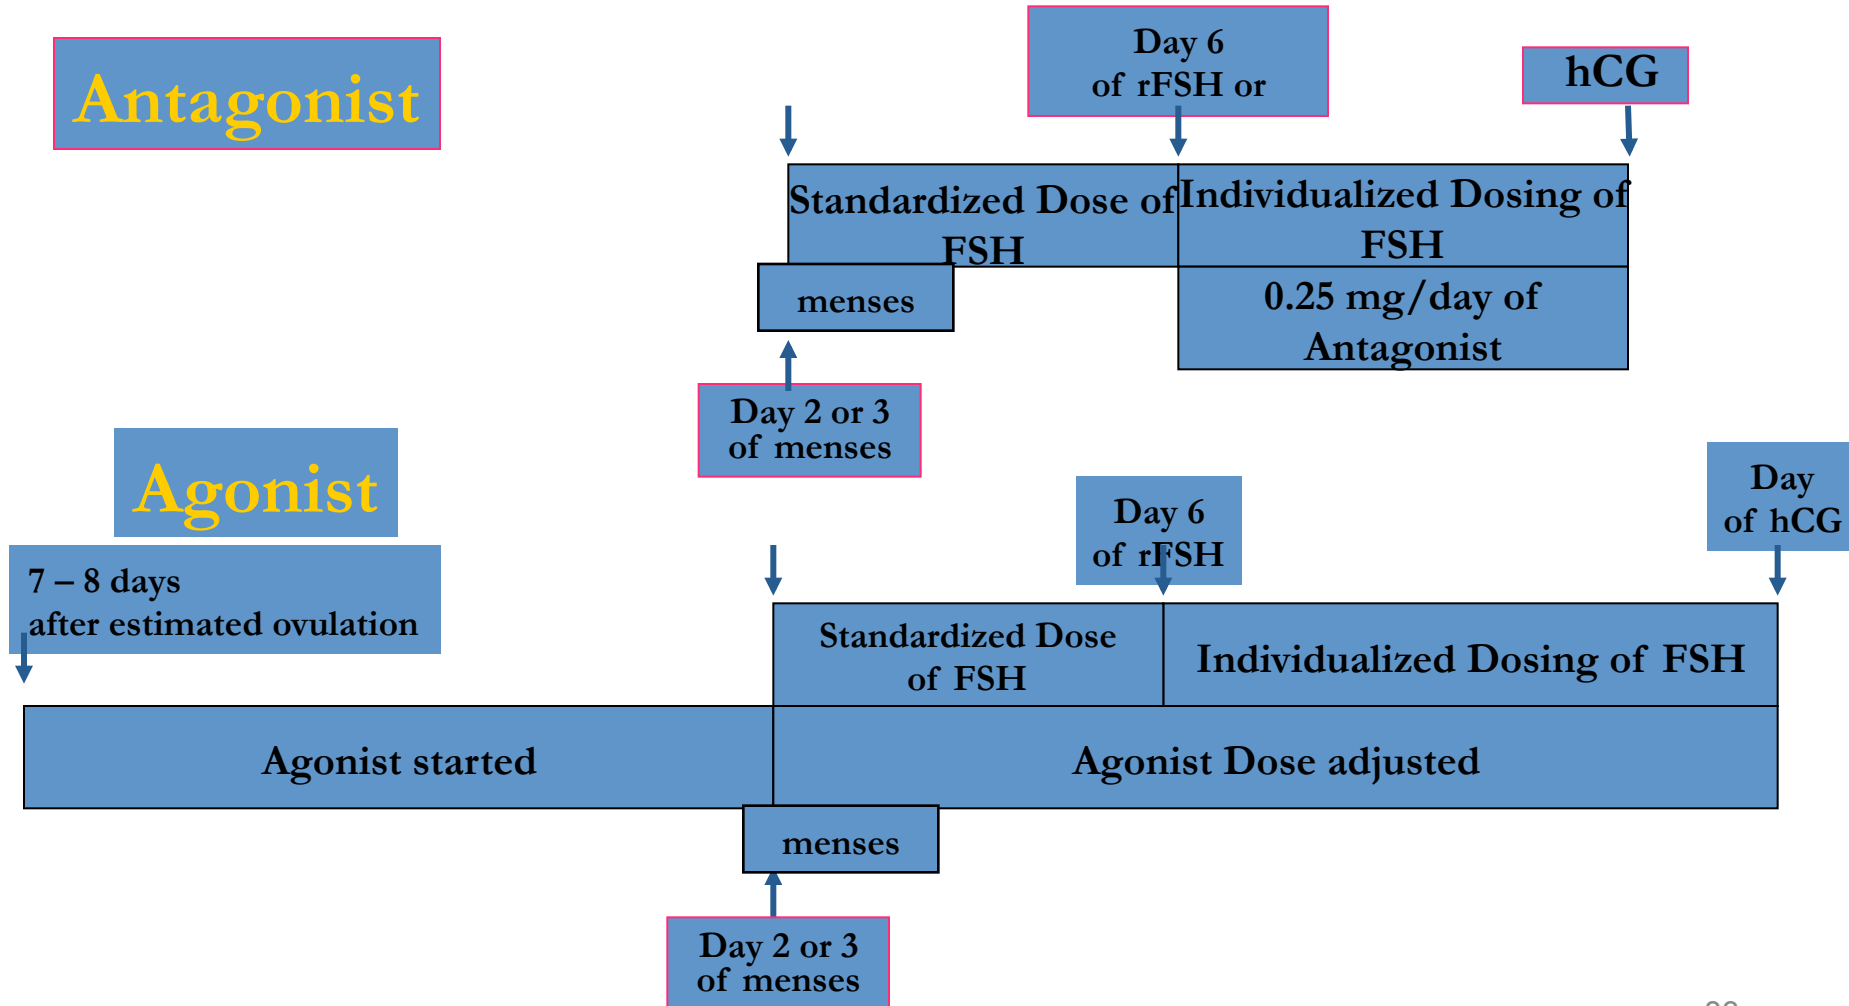 Antagonist
Day 6
of rFSH or
hCG
Standardized Dose of
FSH
Individualized Dosing of
FSH
menses
0.25 mg/day of
Antagonist
Day 2 or 3
of menses
Agonist
7 – 8 days
after estimated ovulation
Day 6
of rFSH
Day
of hCG
Standardized Dose
of FSH
Individualized Dosing of FSH
Agonist started
Agonist Dose adjusted
menses
Day 2 or 3
of menses